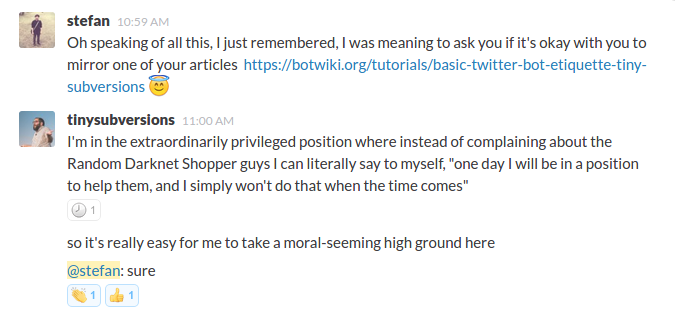 stefan 10:59 AM
Oh speaking of all this, I just remembered, I was meaning to ask you if it's okay with you to
mirror one of your articles https://botwiki.org/tutorials/basic-twitter-bot-etiquette-tiny-
subversions
tinysubversions 11:00 AM
I'm in the extraordinarily privileged position where instead of complaining about the
Random Darknet Shopper guys I can literally say to myself, "one day I will be in a position
to help them, and I simply won't do that when the time comes"
1
so it's really easy for me to take a moral-seeming high ground here
@stefan: sure
1 1